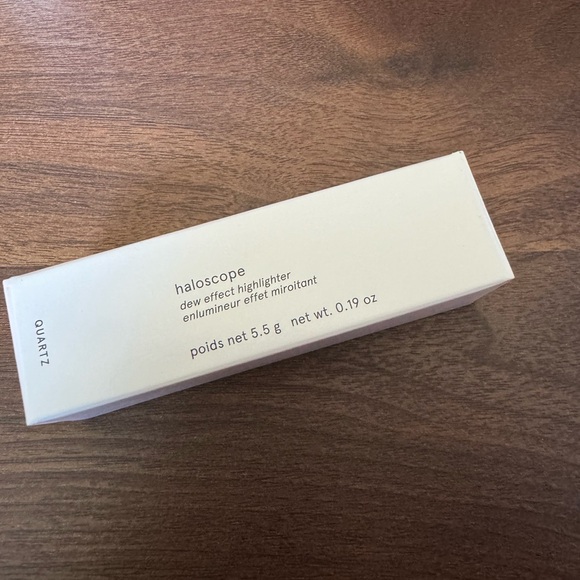 haloscope
dew effect highlighter
enlumineur effet miroitant
poids net 5.5 g net wt. 0.19 oz
QUARTZ